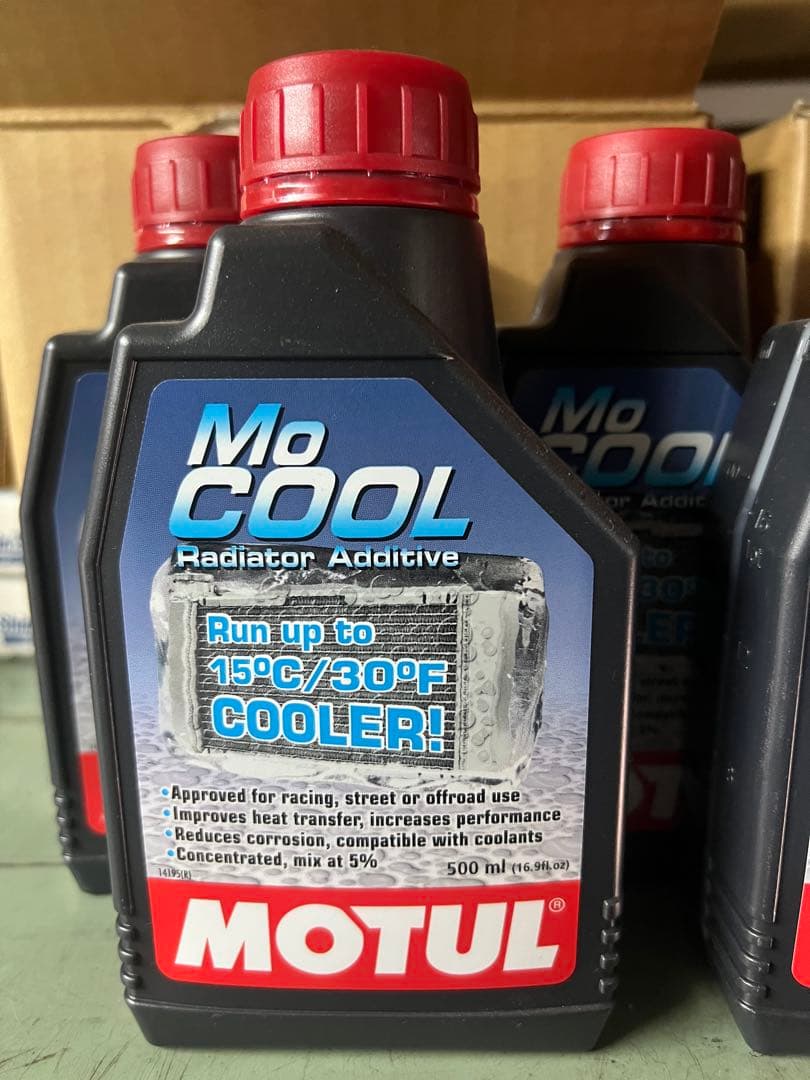 Mo
COOL
Radiator Additive
Run up to
15ºC/30ºF
COOLER!
•Approved for racing, street or offroad use
•Improves heat transfer, increases performance
•Reduces corrosion, compatible with coolants
•Concentrated, mix at 5%
500 ml (16.9fl.oz)
14195(R)
MOTUL®
Mo
COOL